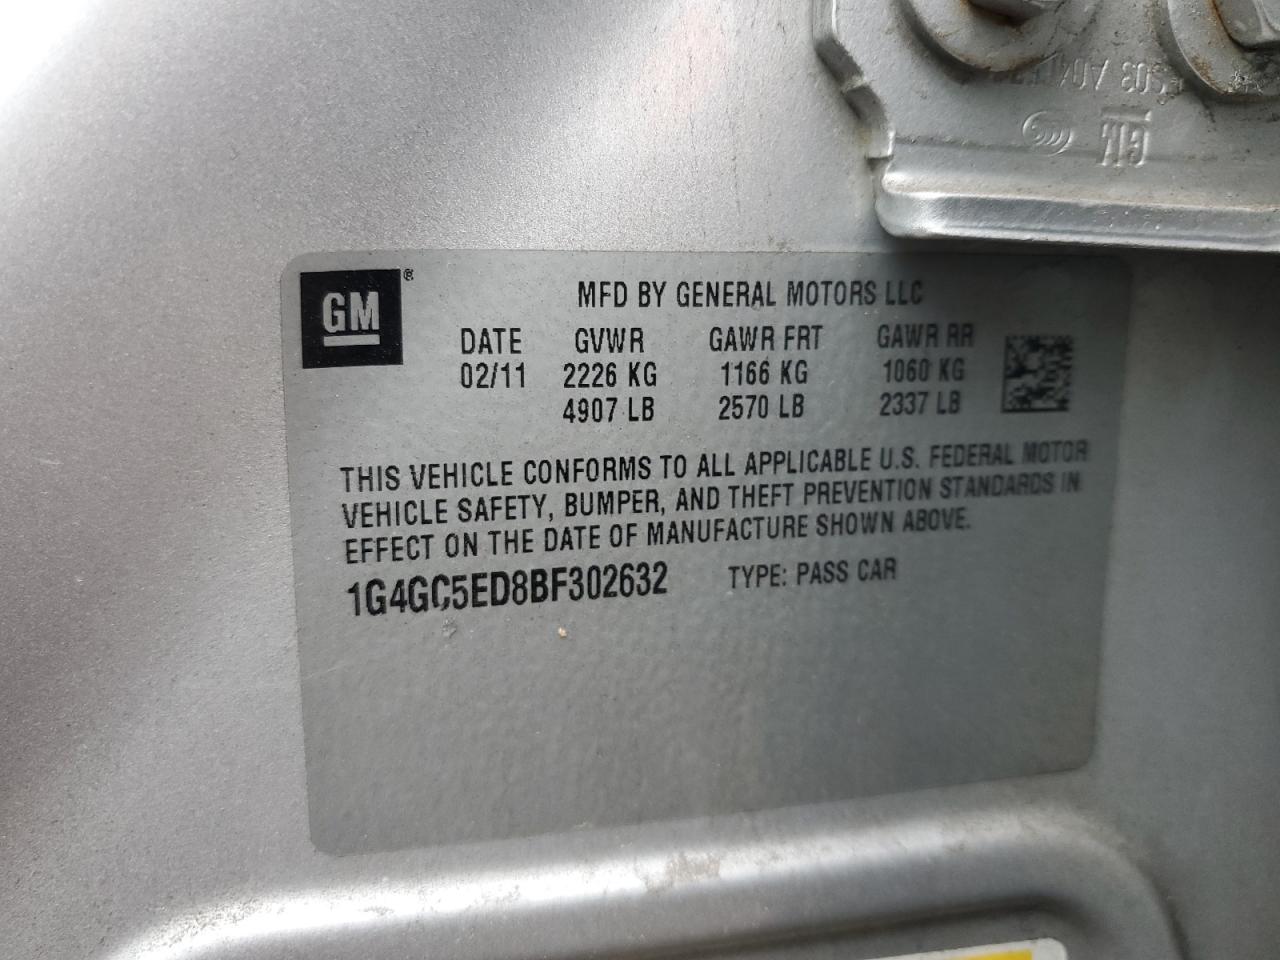 GM ®
MFD BY GENERAL MOTORS LLC
DATE GVWR GAWR FRT GAWR RR
02/11 2226 KG 1166 KG 1060 KG
4907 LB 2570 LB 2337 LB
THIS VEHICLE CONFORMS TO ALL APPLICABLE U.S. FEDERAL MOTOR
VEHICLE SAFETY, BUMPER, AND THEFT PREVENTION STANDARDS IN
EFFECT ON THE DATE OF MANUFACTURE SHOWN ABOVE.
1G4GC5ED8BF302632 TYPE: PASS CAR
GM